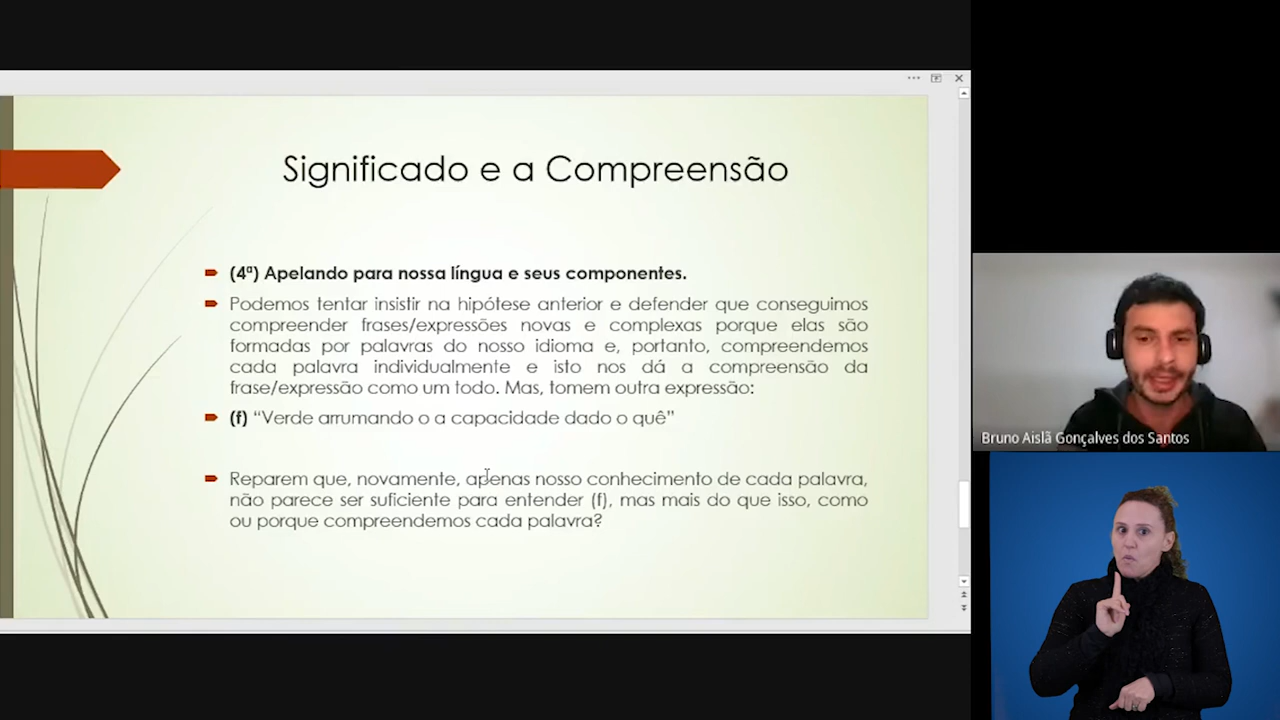 Significado e a Compreensão
(4ª) Apelando para nossa língua e seus componentes.
Podemos tentar insistir na hipótese anterior e defender que conseguimos
compreender frases/expressões novas e complexas porque elas são
formadas por palavras do nosso idioma e, portanto, compreendemos
cada palavra individualmente e isto nos dá a compreensão da
frase/expressão como um todo. Mas, tomem outra expressão:
(f) “Verde arrumando o a capacidade dado o quê”
Reparem que, novamente, apenas nosso conhecimento de cada palavra,
não parece ser suficiente para entender (f), mas mais do que isso, como
ou porque compreendemos cada palavra?
Bruno Aislã Gonçalves dos Santos